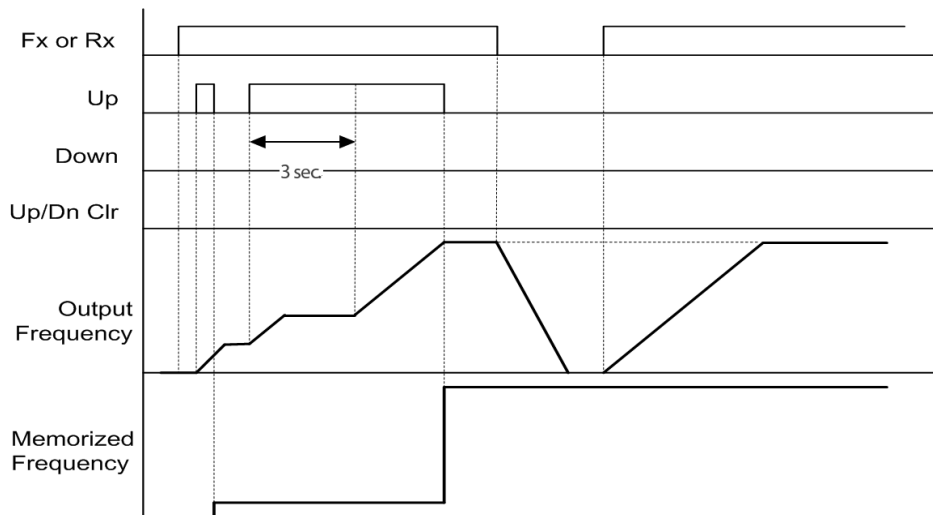 Fx or Rx
Up
Down
3 sec.
Up/Dn Clr
Output
Frequency
Memorized
Frequency